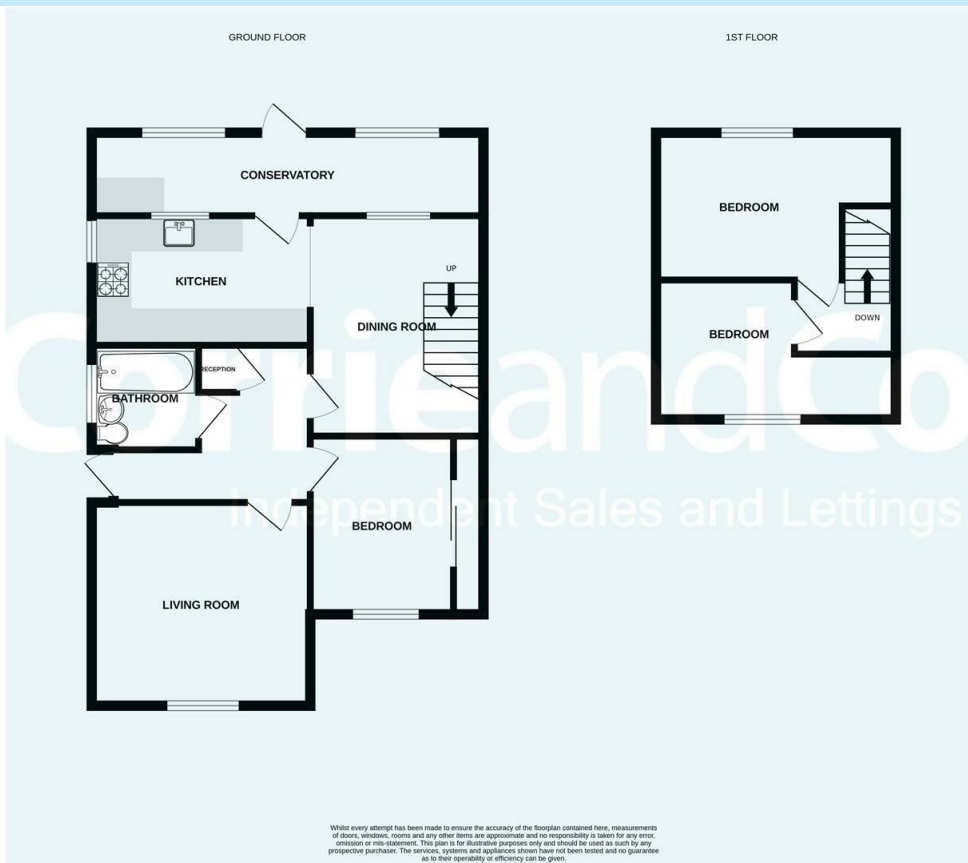 GROUND FLOOR
1ST FLOOR
CONSERVATORY
KITCHEN
UP
DINING ROOM
RECEPTION
BATHROOM
BEDROOM
LIVING ROOM
BEDROOM
BEDROOM
DOWN
CorrieandCo
Independent Sales and Lettings
Whilst every attempt has been made to ensure the accuracy of the floorplan contained here, measurements
of doors, windows, rooms and any other items are approximate and no responsibility is taken for any error,
omission or mis-statement. This plan is for illustrative purposes only and should be used as such by any
prospective purchaser. The services, systems and appliances shown have not been tested and no guarantee
as to their operability or efficiency can be given.